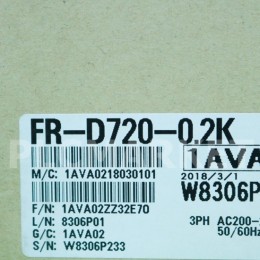 FR-D720-0.2K
1AVA
M/C: 1AVA0218030101
2018/3/1
W8306P
F/N: 1AVA02ZZ32E70
L/N: 8306P01
3PH AC200-
G/C: 1AVA02
50/60Hz
S/N: W8306P233